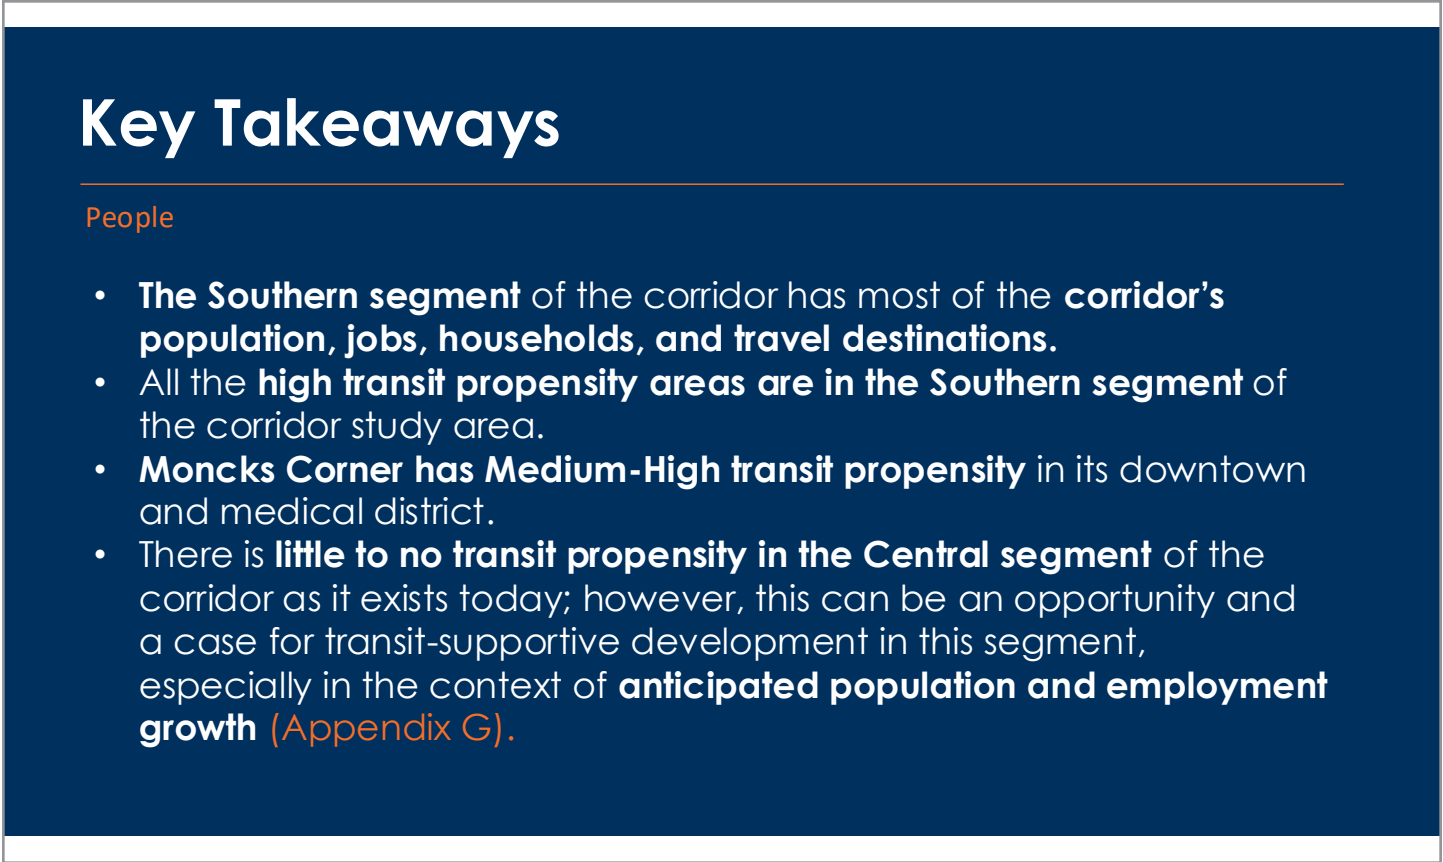 Key Takeaways
People
• The Southern segment of the corridor has most of the corridor’s
population, jobs, households, and travel destinations.
• All the high transit propensity areas are in the Southern segment of
the corridor study area.
• Moncks Corner has Medium-High transit propensity in its downtown
and medical district.
• There is little to no transit propensity in the Central segment of the
corridor as it exists today; however, this can be an opportunity and
a case for transit-supportive development in this segment,
especially in the context of anticipated population and employment
growth (Appendix G).